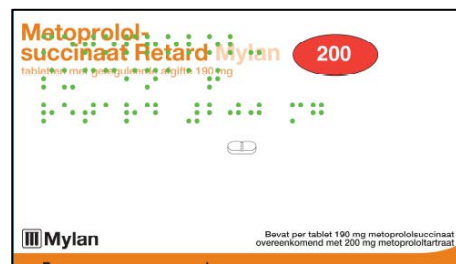 Metoprolol-
succinaat Retard Mylan
200
tabletten met gereguleerde afgifte 190 mg
Mylan
Bevat per tablet 190 mg metoprololsuccinaat
overeenkomend met 200 mg metoprololtartraat